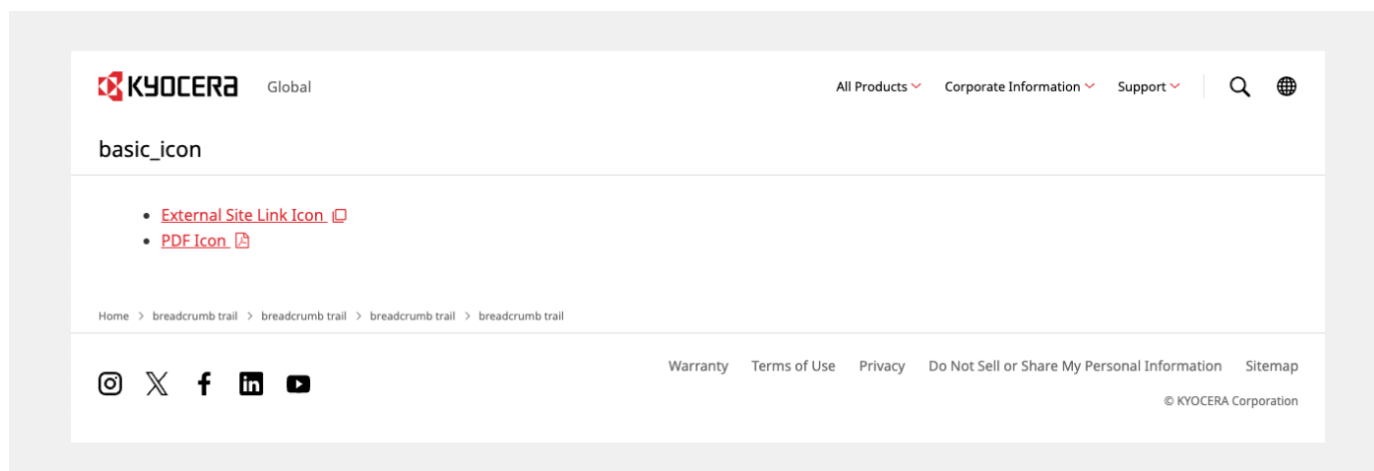 KYOCERA Global All Products Corporate Information Support
basic_icon
External Site Link Icon
PDF Icon
Home > breadcrumb trail > breadcrumb trail > breadcrumb trail > breadcrumb trail
Warranty Terms of Use Privacy Do Not Sell or Share My Personal Information Sitemap
© KYOCERA Corporation